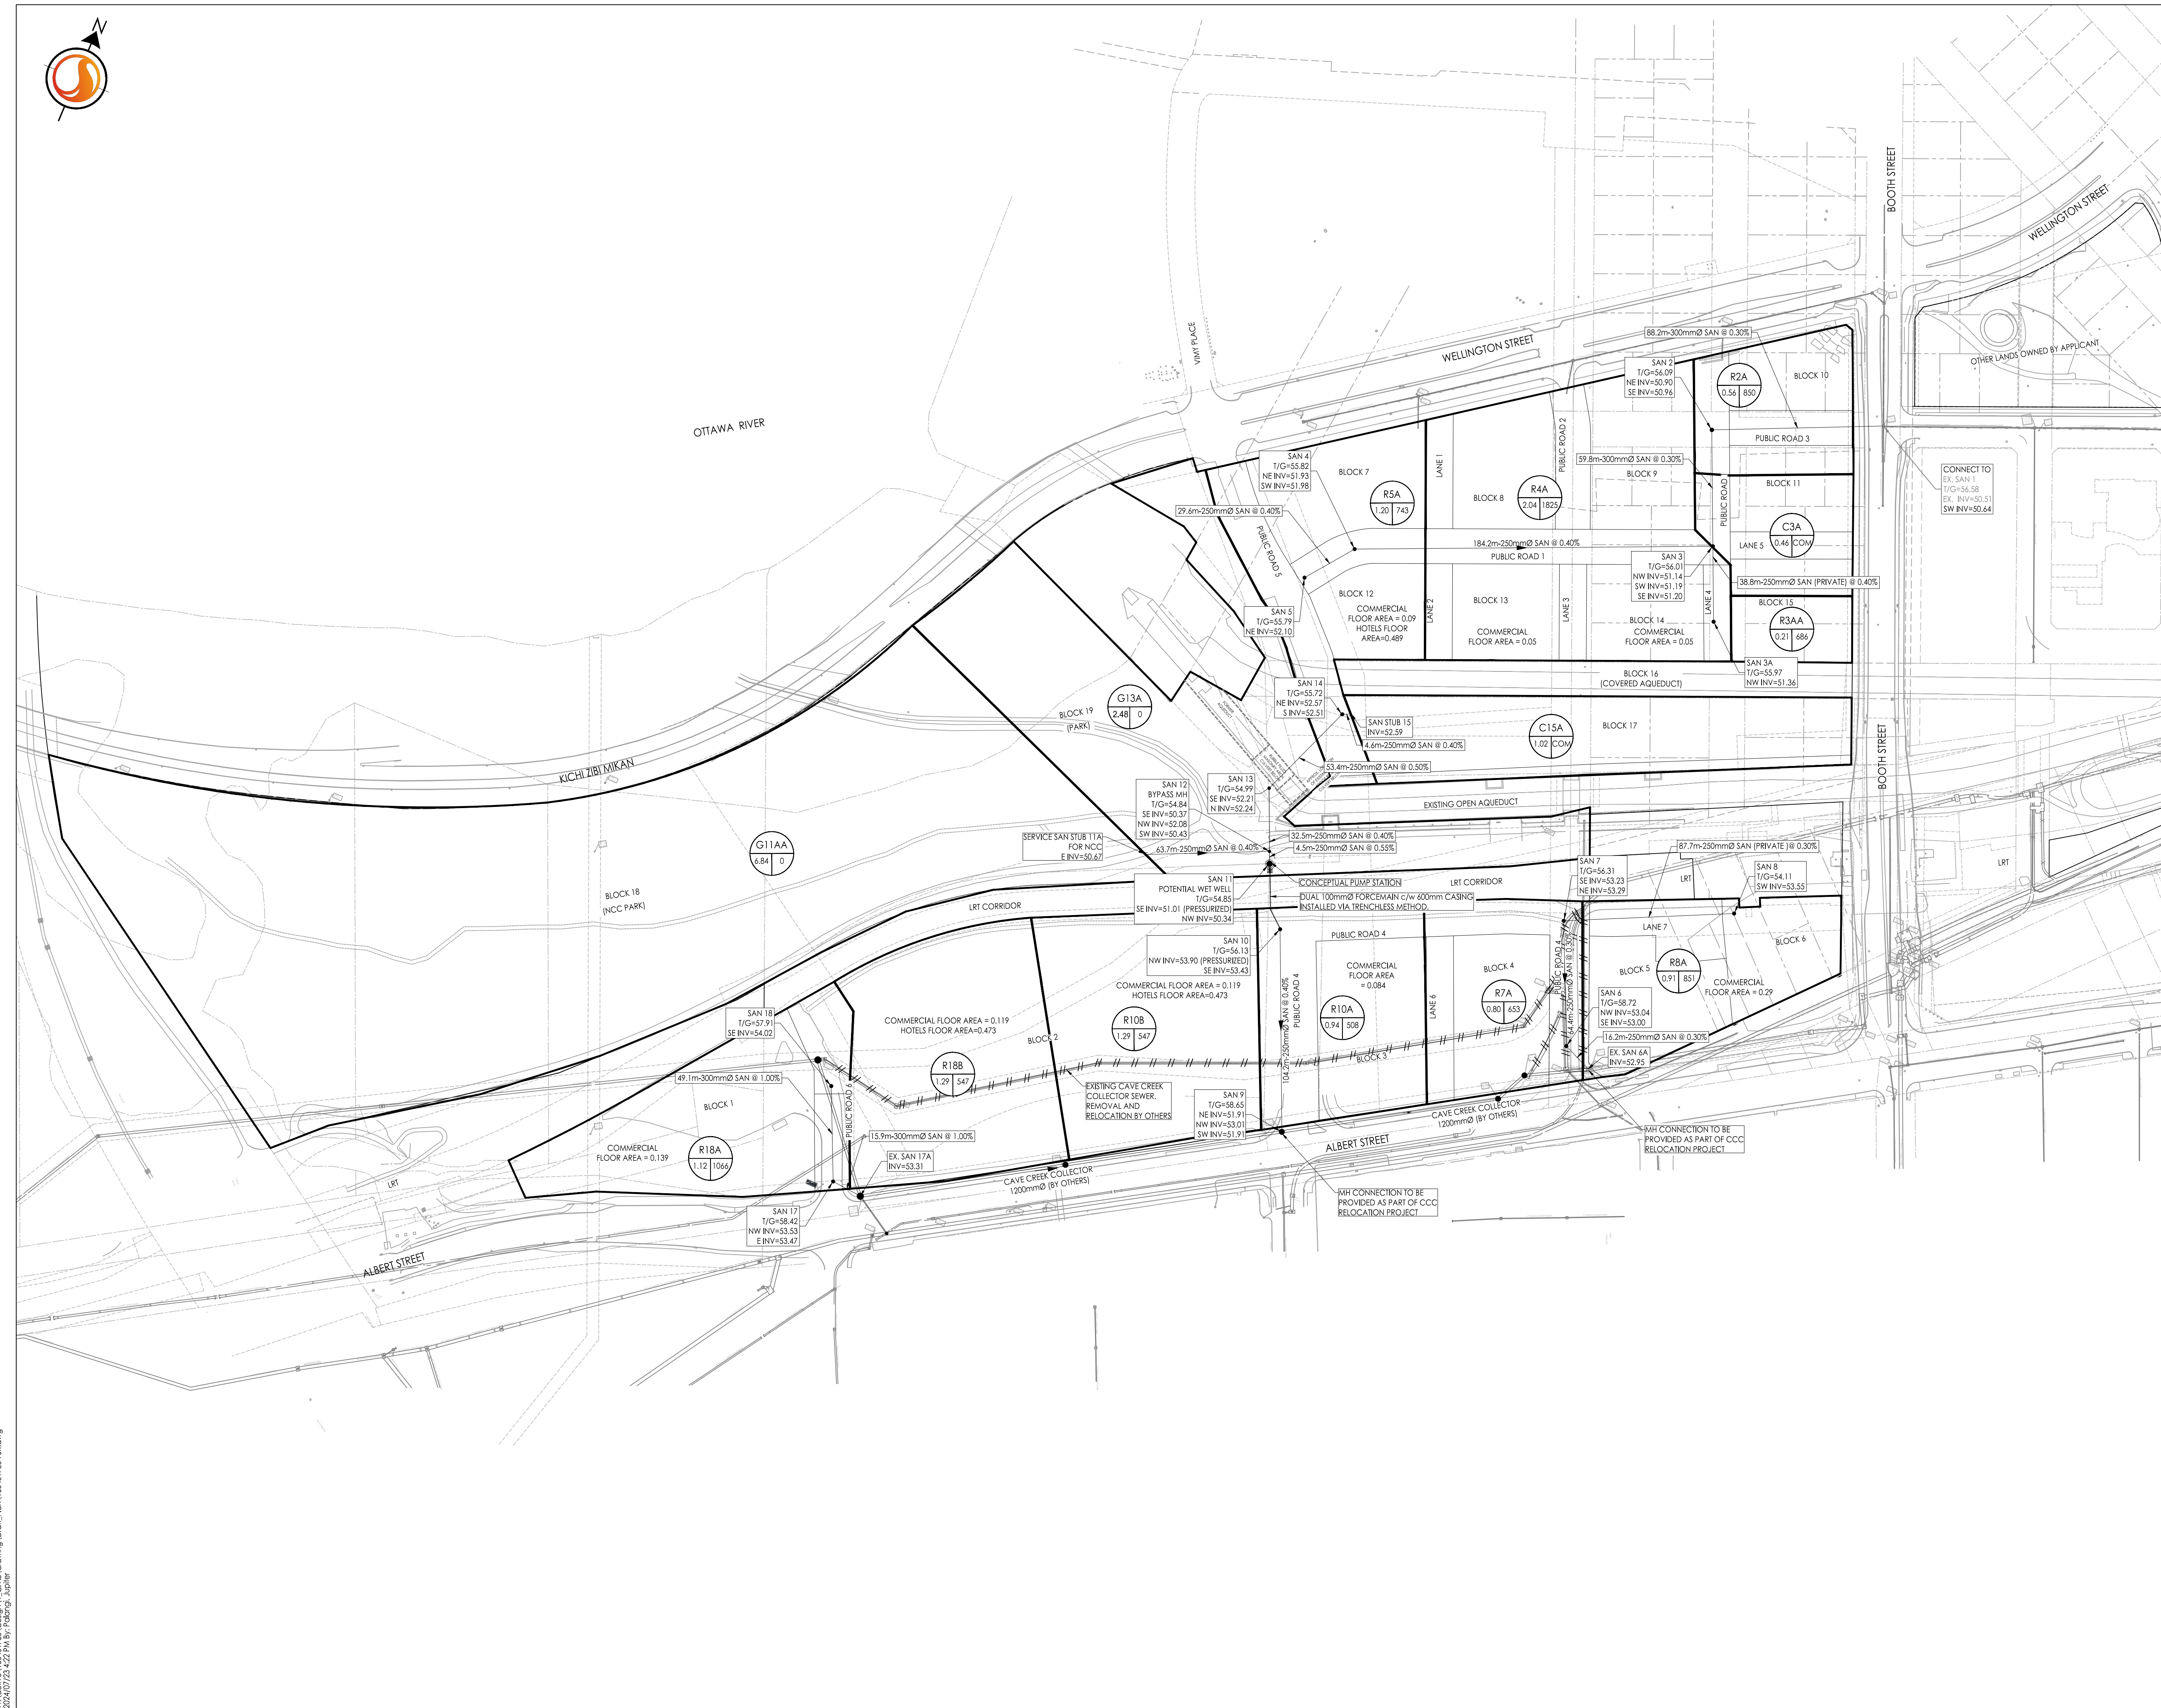 N
VIMY PLACE
WELLINGTON STREET
BOOTH STREET
WELLINGTON STREET
OTHER LANDS OWNED BY APPLICANT
OTTAWA RIVER
88.2m-300mmØ SAN @ 0.30%
SAN 2
T/G=56.09
NE INV=50.90
SE INV=50.96
R2A
0.56 850
BLOCK 10
PUBLIC ROAD 3
PUBLIC ROAD 2
LANE 1
SAN 4
T/G=55.82
NE INV=51.93
SW INV=51.98
BLOCK 7
R5A
1.20 743
BLOCK 8
R4A
2.04 1825
59.8m-300mmØ SAN @ 0.30%
BLOCK 9
PUBLIC ROAD
BLOCK 11
C3A
0.46 COM
LANE 5
CONNECT TO
EX. SAN 1
T/G=56.58
EX. INV=50.51
SW INV=50.64
29.6m-250mmØ SAN @ 0.40%
PUBLIC ROAD 5
184.2m-250mmØ SAN @ 0.40%
PUBLIC ROAD 1
SAN 3
T/G=56.01
NW INV=51.14
SW INV=51.19
SE INV=51.20
38.8m-250mmØ SAN (PRIVATE) @ 0.40%
BLOCK 12
COMMERCIAL
FLOOR AREA = 0.09
HOTELS FLOOR
AREA=0.489
LANE 2
BLOCK 13
COMMERCIAL
FLOOR AREA = 0.05
LANE 3
BLOCK 14
COMMERCIAL
FLOOR AREA = 0.05
LANE 4
BLOCK 15
R3AA
0.21 686
SAN 5
T/G=55.79
NE INV=52.10
SAN 3A
T/G=55.97
NW INV=51.36
BLOCK 16
(COVERED AQUEDUCT)
SAN 14
T/G=55.72
NE INV=52.57
S INV=52.51
SAN STUB 15
INV=52.59
4.6m-250mmØ SAN @ 0.40%
C15A
1.02 COM
BLOCK 17
BOOTH STREET
G13A
2.48 0
BLOCK 19
(PARK)
53.4m-250mmØ SAN @ 0.50%
KICHI ZIBI MIKAN
SAN 12
BYPASS MH
T/G=54.84
SE INV=50.37
NW INV=52.08
SW INV=50.43
SAN 13
T/G=54.99
SE INV=52.21
N INV=52.24
EXISTING OPEN AQUEDUCT
G11AA
6.84 0
SERVICE SAN STUB 11A
FOR NCC
E INV=50.67
63.7m-250mmØ SAN @ 0.40%
32.5m-250mmØ SAN @ 0.40%
4.5m-250mmØ SAN @ 0.55%
87.7m-250mmØ SAN (PRIVATE )@ 0.30%
SAN 7
T/G=56.31
SE INV=53.23
NE INV=53.29
SAN 8
T/G=54.11
SW INV=53.55
LRT
LRT
BLOCK 18
(NCC PARK)
LRT CORRIDOR
SAN 11
POTENTIAL WET WELL
T/G=54.85
SE INV=51.01 (PRESSURIZED)
NW INV=50.34
CONCEPTUAL PUMP STATION
LRT CORRIDOR
DUAL 100mmØ FORCEMAIN c/w 600mm CASING
INSTALLED VIA TRENCHLESS METHOD.
SAN 10
T/G=56.13
NW INV=53.90 (PRESSURIZED)
SE INV=53.43
PUBLIC ROAD 4
LANE 7
BLOCK 6
COMMERCIAL
FLOOR AREA
= 0.084
BLOCK 4
BLOCK 5
R8A
0.91 851
COMMERCIAL
FLOOR AREA = 0.29
COMMERCIAL FLOOR AREA = 0.119
HOTELS FLOOR AREA=0.473
PUBLIC ROAD 4
104.2m-250mmØ SAN @ 0.40%
R10A
0.94 508
LANE 6
R7A
0.80 653
PUBLIC ROAD 4
64.4m-250mmØ SAN @ 0.30%
SAN 6
T/G=58.72
NW INV=53.04
SE INV=53.00
SAN 18
T/G=57.91
SE INV=54.02
COMMERCIAL FLOOR AREA = 0.119
HOTELS FLOOR AREA=0.473
BLOCK 2
R10B
1.29 547
16.2m-250mmØ SAN @ 0.30%
EX. SAN 6A
INV=52.95
R18B
1.29 547
BLOCK 3
49.1m-300mmØ SAN @ 1.00%
EXISTING CAVE CREEK
COLLECTOR SEWER.
REMOVAL AND
RELOCATION BY OTHERS
SAN 9
T/G=58.65
NE INV=51.91
NW INV=53.01
SW INV=51.91
BLOCK 1
PUBLIC ROAD 6
CAVE CREEK COLLECTOR
1200mmØ (BY OTHERS)
15.9m-300mmØ SAN @ 1.00%
ALBERT STREET
MH CONNECTION TO BE
PROVIDED AS PART OF CCC
RELOCATION PROJECT
COMMERCIAL
FLOOR AREA = 0.139
R18A
1.12 1066
EX. SAN 17A
INV=53.31
CAVE CREEK COLLECTOR
1200mmØ (BY OTHERS)
LRT
MH CONNECTION TO BE
PROVIDED AS PART OF CCC
RELOCATION PROJECT
SAN 17
T/G=58.42
NW INV=53.53
E INV=53.47
ALBERT STREET
2024/07/23 4:22 PM By: Palangi, Jupiter